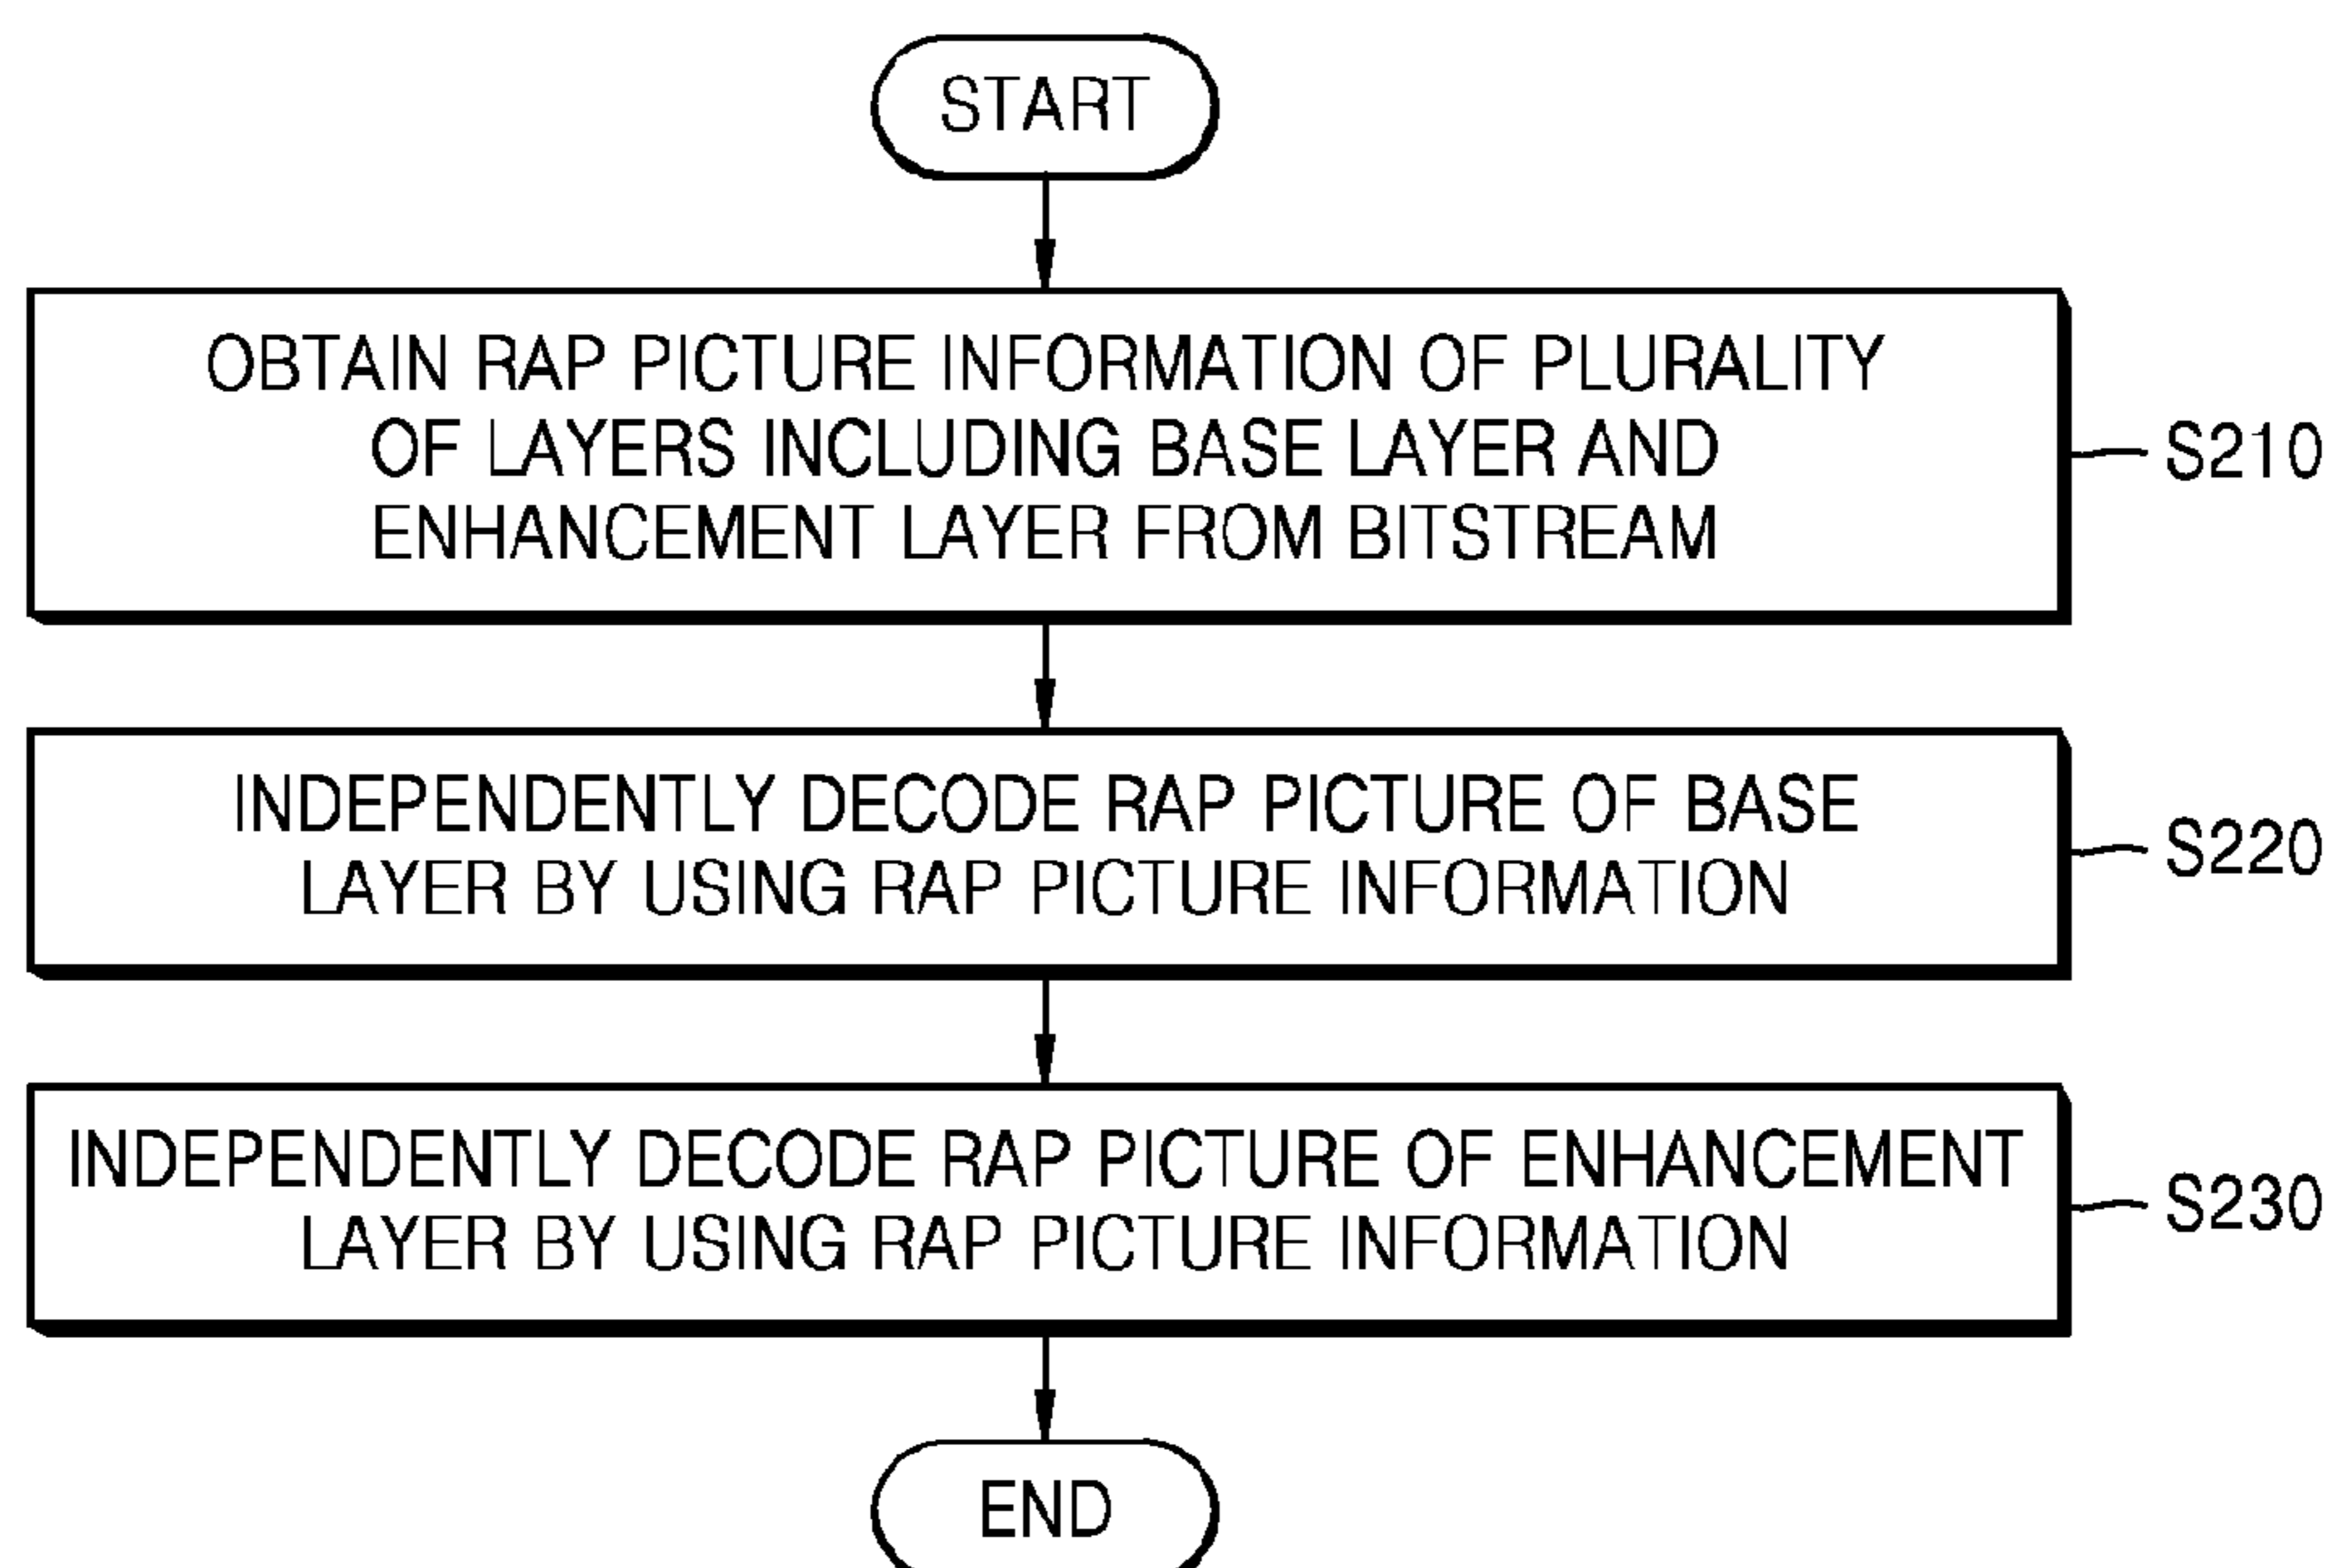 START
OBTAIN RAP PICTURE INFORMATION OF PLURALITY
OF LAYERS INCLUDING BASE LAYER AND
ENHANCEMENT LAYER FROM BITSTREAM
S210
INDEPENDENTLY DECODE RAP PICTURE OF BASE
LAYER BY USING RAP PICTURE INFORMATION
S220
INDEPENDENTLY DECODE RAP PICTURE OF ENHANCEMENT
LAYER BY USING RAP PICTURE INFORMATION
S230
END